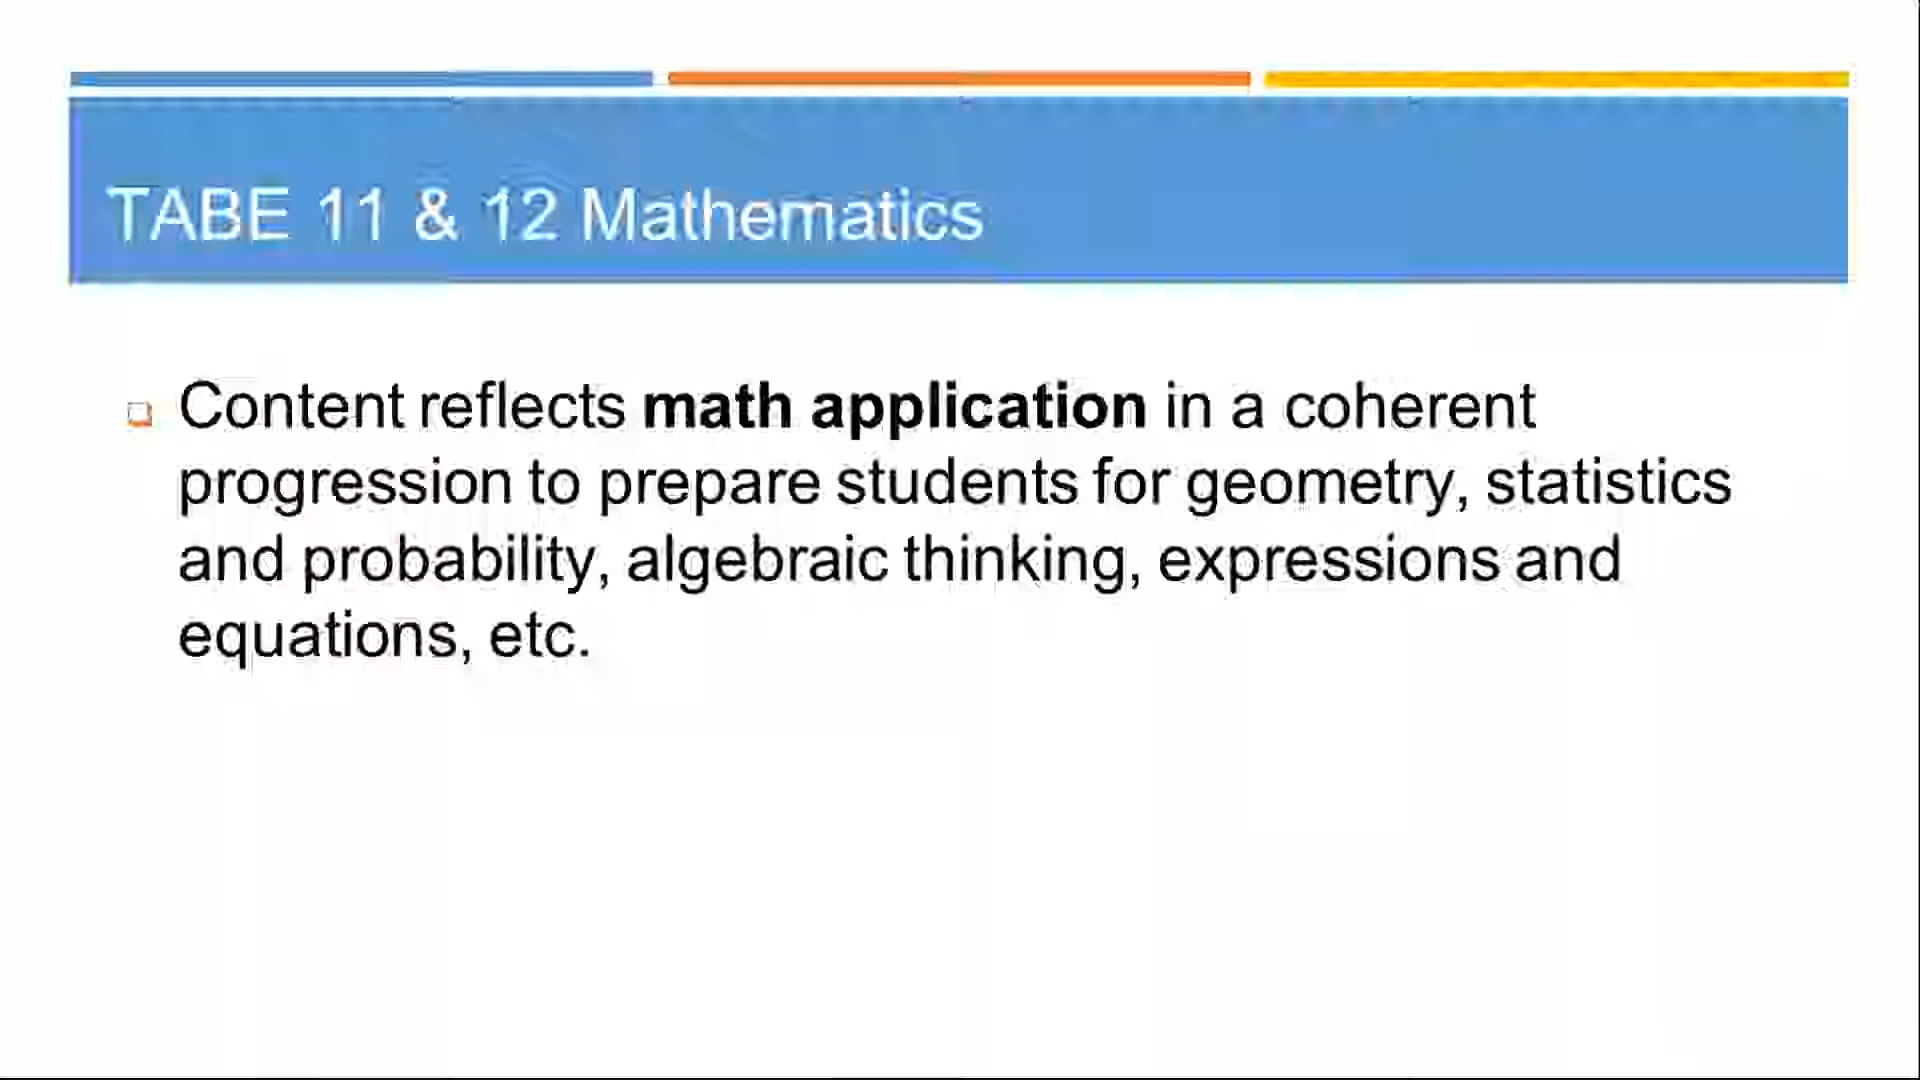 TABE 11 & 12 Mathematics
Content reflects math application in a coherent
progression to prepare students for geometry, statistics
and probability, algebraic thinking, expressions and
equations, etc.